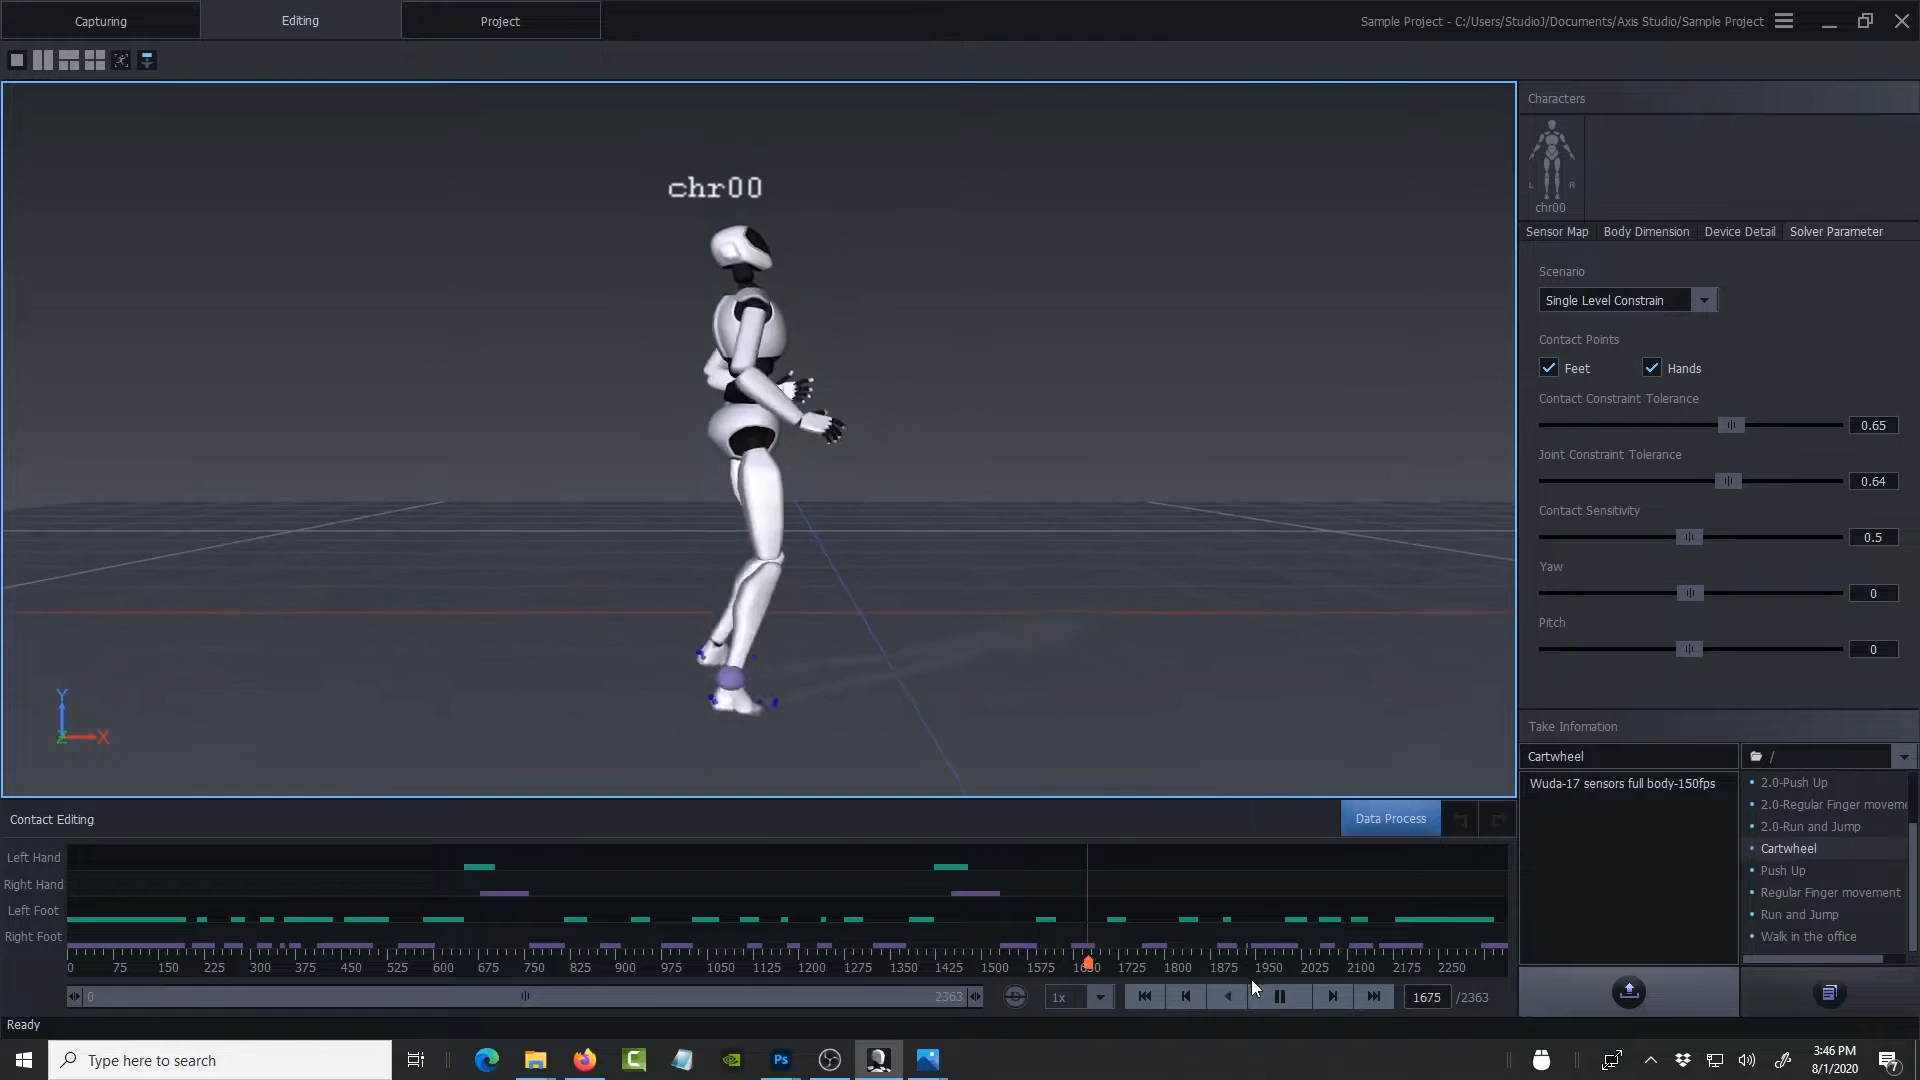 Capturing
Editing
Project
Sample Project - C:/Users/StudioJ/Documents/Axis Studio/Sample Project
chr00
Y
X
Z
Characters
L R
chr00
Sensor Map Body Dimension Device Detail Solver Parameter
Scenario
Single Level Constrain
Contact Points
Feet Hands
Contact Constraint Tolerance
0.65
Joint Constraint Tolerance
0.64
Contact Sensitivity
0.5
Yaw
0
Pitch
0
Take Infomation
Cartwheel /
Wuda-17 sensors full body-150fps
2.0-Push Up
2.0-Regular Finger moveme
2.0-Run and Jump
Cartwheel
Push Up
Regular Finger movement
Run and Jump
Walk in the office
Contact Editing
Data Process
Left Hand
Right Hand
Left Foot
Right Foot
0 75 150 225 300 375 450 525 600 675 750 825 900 975 1050 1125 1200 1275 1350 1425 1500 1575 1650 1725 1800 1875 1950 2025 2100 2175 2250
0 2363
1x
1675 /2363
Ready
Type here to search
Ps
3:46 PM
8/1/2020
7